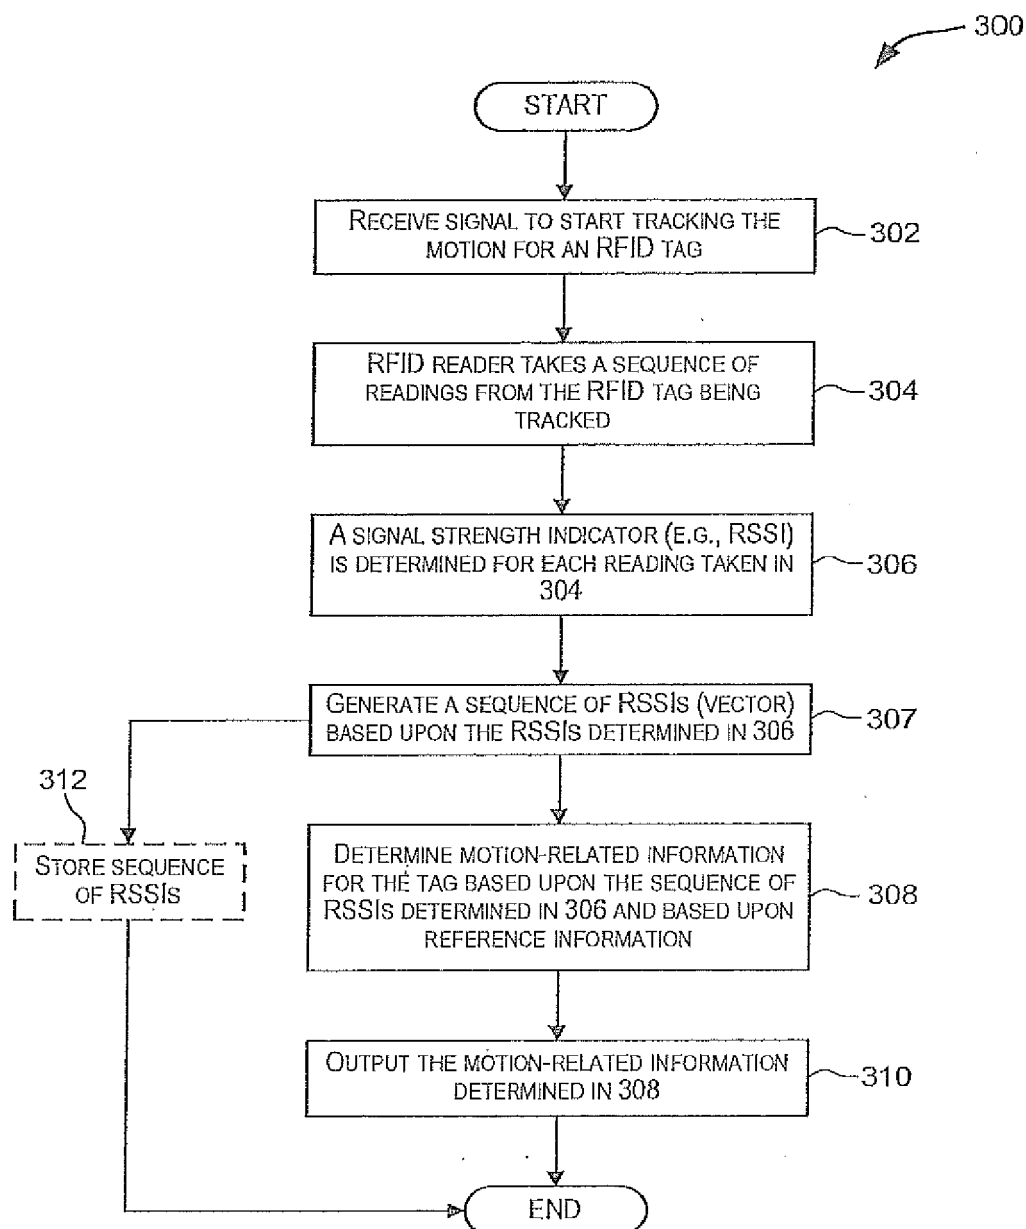 300
START
RECEIVE SIGNAL TO START TRACKING THE
MOTION FOR AN RFID TAG
302
RFID READER TAKES A SEQUENCE OF
READINGS FROM THE RFID TAG BEING
TRACKED
304
A SIGNAL STRENGTH INDICATOR (E.G., RSSI)
IS DETERMINED FOR EACH READING TAKEN IN
304
306
GENERATE A SEQUENCE OF RSSIS (VECTOR)
BASED UPON THE RSSIS DETERMINED IN 306
307
312
STORE SEQUENCE
OF RSSIS
DETERMINE MOTION-RELATED INFORMATION
FOR THE TAG BASED UPON THE SEQUENCE OF
RSSIS DETERMINED IN 306 AND BASED UPON
REFERENCE INFORMATION
308
OUTPUT THE MOTION-RELATED INFORMATION
DETERMINED IN 308
310
END